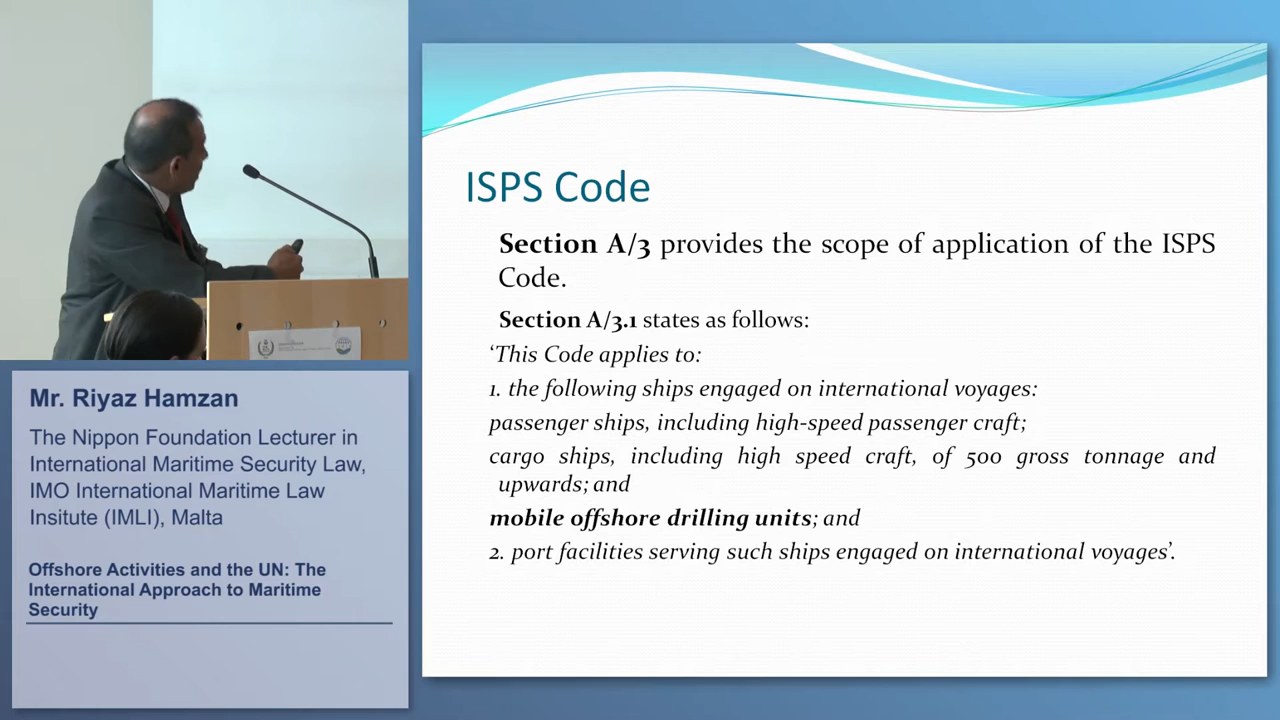 ISPS Code
Section A/3 provides the scope of application of the ISPS
Code.
Section A/3.1 states as follows:
‘This Code applies to:
1. the following ships engaged on international voyages:
passenger ships, including high-speed passenger craft;
cargo ships, including high speed craft, of 500 gross tonnage and
upwards; and
mobile offshore drilling units; and
2. port facilities serving such ships engaged on international voyages’.
Mr. Riyaz Hamzan
The Nippon Foundation Lecturer in
International Maritime Security Law,
IMO International Maritime Law
Insitute (IMLI), Malta
Offshore Activities and the UN: The
International Approach to Maritime
Security